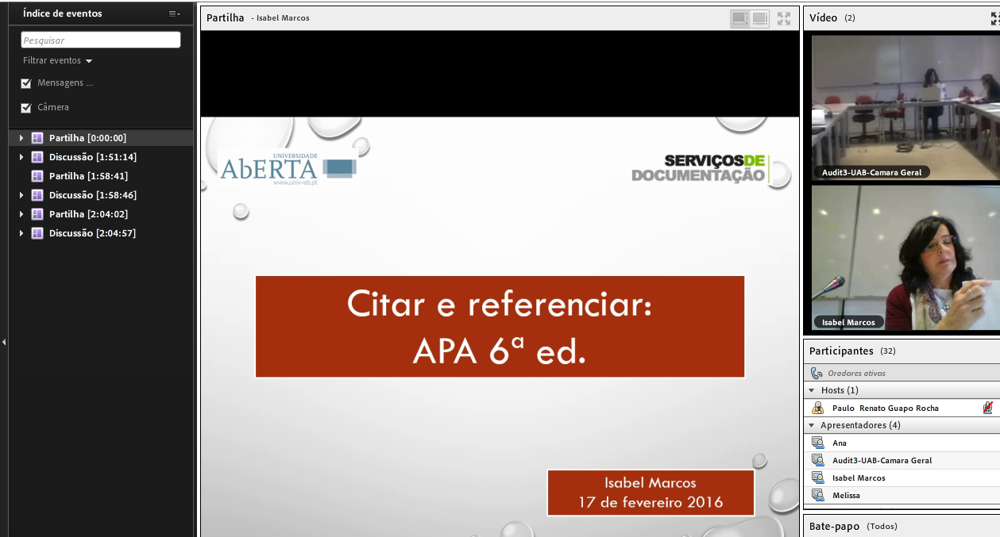 Índice de eventos
Pesquisar
Filtrar eventos
Mensagens ...
Câmera
Partilha [0:00:00]
Discussão [1:51:14]
Partilha [1:58:41]
Discussão [1:58:46]
Partilha [2:04:02]
Discussão [2:04:57]
Partilha - Isabel Marcos
UNIVERSIDADE
AbERTA
www.univ-ab.pt
SERVIÇOSDE
DOCUMENTAÇÃO
Citar e referenciar:
APA 6ª ed.
Isabel Marcos
17 de fevereiro 2016
Vídeo (2)
Audit3-UAB-Camara Geral
Isabel Marcos
Participantes (32)
Oradores ativos
Hosts (1)
Paulo Renato Guapo Rocha
Apresentadores (4)
Ana
Audit3-UAB-Camara Geral
Isabel Marcos
Melissa
Bate-papo (Todos)